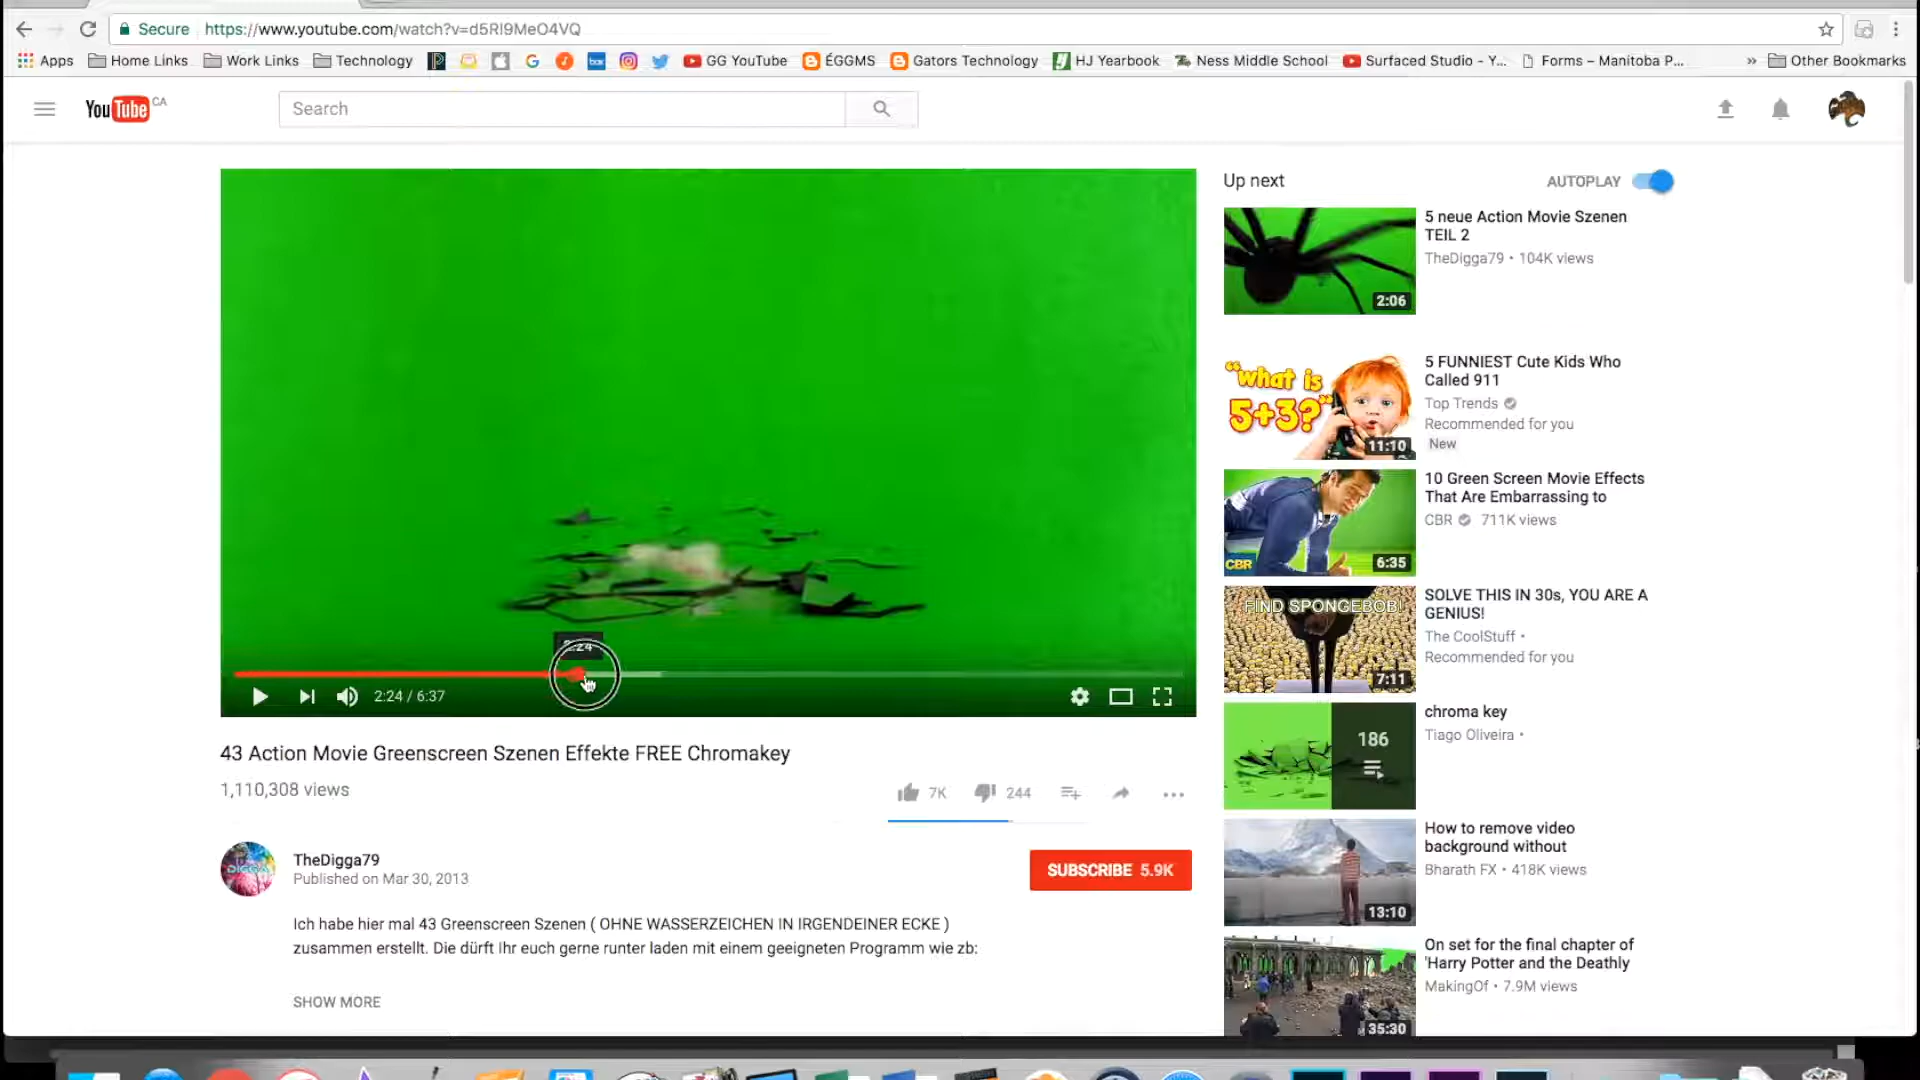 Secure https://www.youtube.com/watch?v=d5Rl9MeO4VQ
Apps Home Links Work Links Technology GG YouTube ÉGGMS Gators Technology HJ Yearbook Ness Middle School Surfaced Studio - Y... Forms – Manitoba P... » Other Bookmarks
YouTube CA
Search
Up next
AUTOPLAY
5 neue Action Movie Szenen
TEIL 2
TheDigga79 • 104K views
2:06
"what is
5+3?"
11:10
5 FUNNIEST Cute Kids Who
Called 911
Top Trends
Recommended for you
New
CBR
6:35
10 Green Screen Movie Effects
That Are Embarrassing to
CBR 711K views
FIND SPONGEBOB!
7:11
SOLVE THIS IN 30s, YOU ARE A
GENIUS!
The CoolStuff •
Recommended for you
186
chroma key
Tiago Oliveira •
13:10
How to remove video
background without
Bharath FX • 418K views
35:30
On set for the final chapter of
'Harry Potter and the Deathly
MakingOf • 7.9M views
2:24
2:24 / 6:37
43 Action Movie Greenscreen Szenen Effekte FREE Chromakey
1,110,308 views
7K 244
TheDigga79
Published on Mar 30, 2013
SUBSCRIBE 5.9K
Ich habe hier mal 43 Greenscreen Szenen ( OHNE WASSERZEICHEN IN IRGENDEINER ECKE )
zusammen erstellt. Die dürft Ihr euch gerne runter laden mit einem geeigneten Programm wie zb:
SHOW MORE